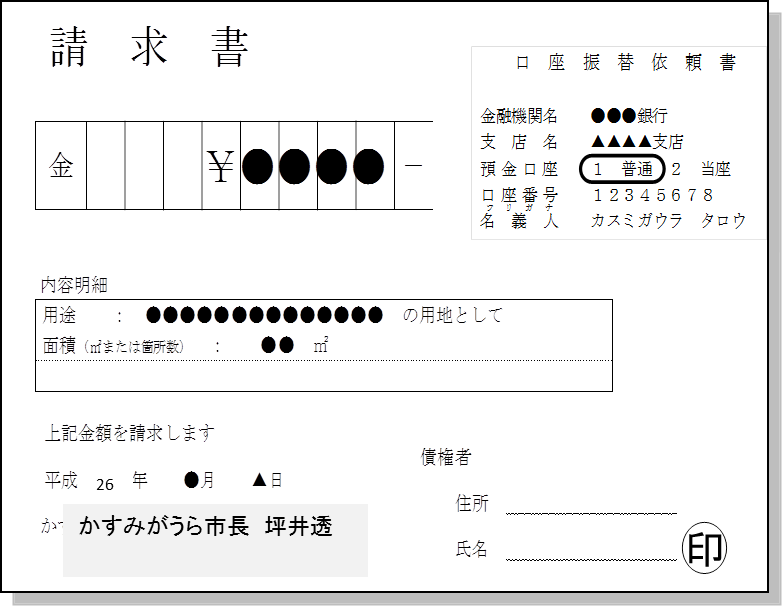 請求書
口座振替依頼書
金融機関名 ●●●銀行
支店名 ▲▲▲▲支店
預金口座 1 普通 2 当座
口座番号 12345678
フリガナ
名義人 カスミガウラ タロウ
金 ¥●●●●−
内容明細
用途 : ●●●●●●●●●●●●●● の用地として
面積(㎡または箇所数) : ●● ㎡
上記金額を請求します
平成 26 年 ●月 ▲日
か
かすみがうら市長 坪井透
債権者
住所
氏名
印